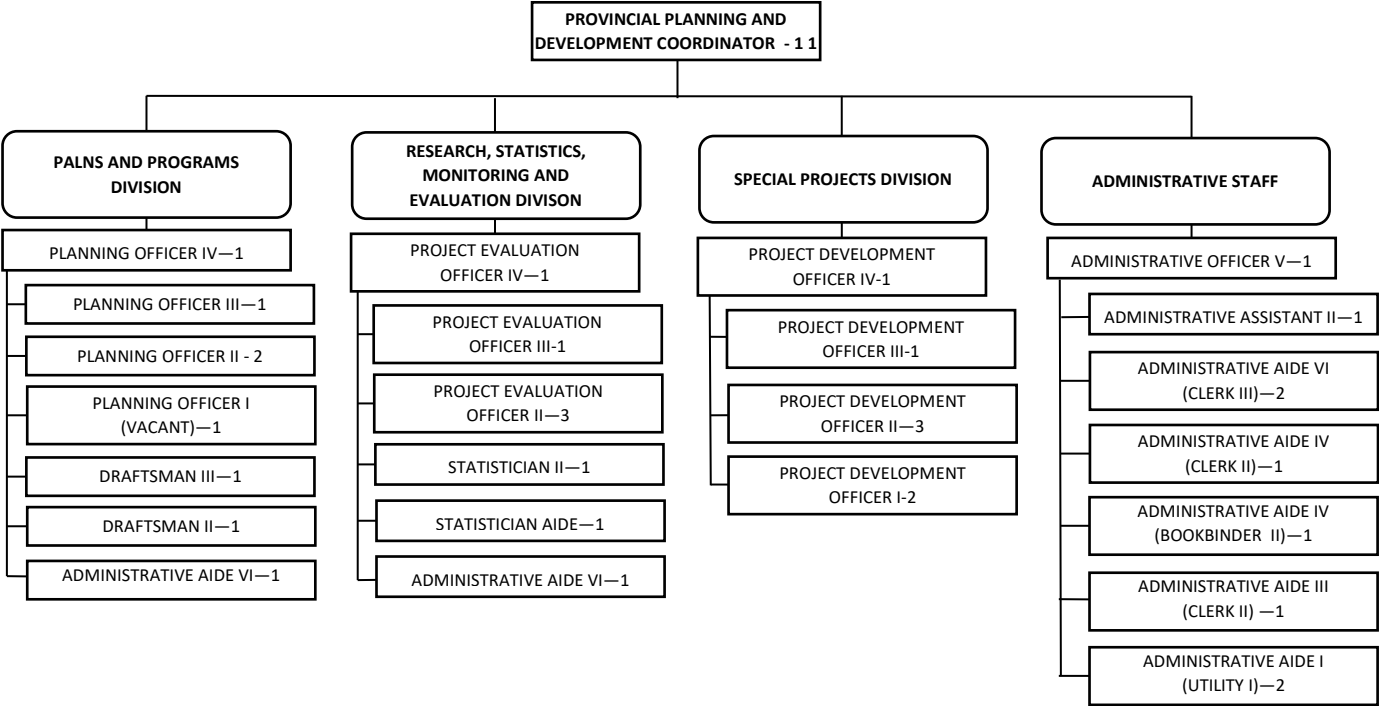 PROVINCIAL PLANNING AND
DEVELOPMENT COORDINATOR - 1 1
PALNS AND PROGRAMS
DIVISION
PLANNING OFFICER IV—1
PLANNING OFFICER III—1
PLANNING OFFICER II - 2
PLANNING OFFICER I
(VACANT)—1
DRAFTSMAN III—1
DRAFTSMAN II—1
ADMINISTRATIVE AIDE VI—1
RESEARCH, STATISTICS,
MONITORING AND
EVALUATION DIVISON
PROJECT EVALUATION
OFFICER IV—1
PROJECT EVALUATION
OFFICER III-1
PROJECT EVALUATION
OFFICER II—3
STATISTICIAN II—1
STATISTICIAN AIDE—1
ADMINISTRATIVE AIDE VI—1
SPECIAL PROJECTS DIVISION
PROJECT DEVELOPMENT
OFFICER IV-1
PROJECT DEVELOPMENT
OFFICER III-1
PROJECT DEVELOPMENT
OFFICER II—3
PROJECT DEVELOPMENT
OFFICER I-2
ADMINISTRATIVE STAFF
ADMINISTRATIVE OFFICER V—1
ADMINISTRATIVE ASSISTANT II—1
ADMINISTRATIVE AIDE VI
(CLERK III)—2
ADMINISTRATIVE AIDE IV
(CLERK II)—1
ADMINISTRATIVE AIDE IV
(BOOKBINDER II)—1
ADMINISTRATIVE AIDE III
(CLERK II) —1
ADMINISTRATIVE AIDE I
(UTILITY I)—2